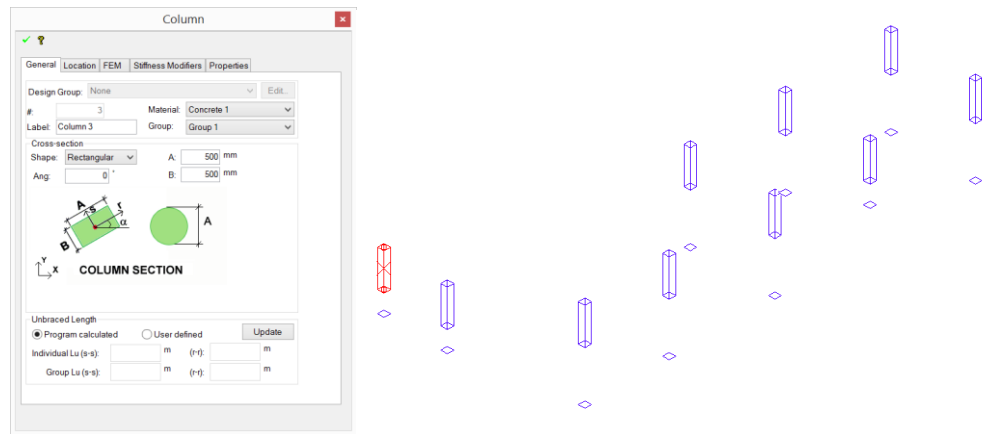 Column
General Location FEM Stiffness Modifiers Properties
Design Group: None Edit..
#: 3 Material: Concrete 1
Label: Column 3 Group: Group 1
Cross-section
Shape: Rectangular A: 500 mm
Ang: 0 ° B: 500 mm
A s r α B A
Y X COLUMN SECTION
Unbraced Length
Program calculated User defined Update
Individual Lu (s-s): m (r-r): m
Group Lu (s-s): m (r-r): m